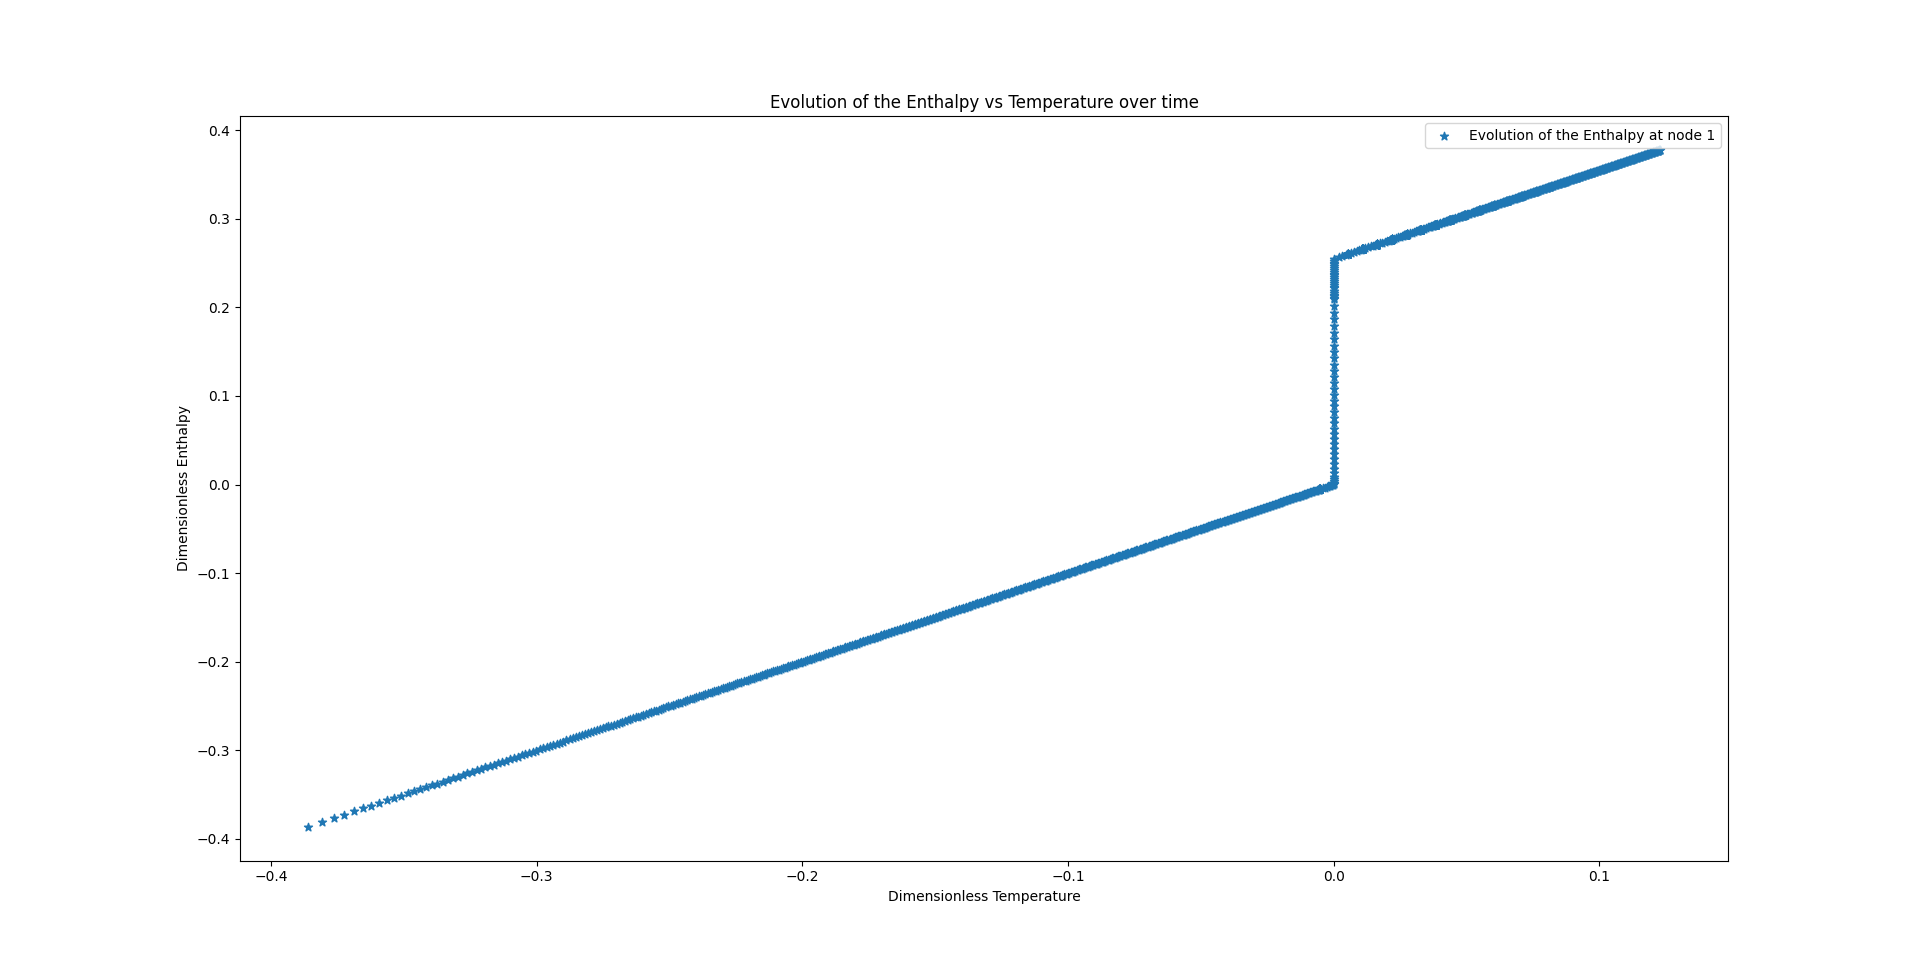 Evolution of the Enthalpy vs Temperature over time
Evolution of the Enthalpy at node 1
0.4
0.3
0.2
0.1
0.0
−0.1
−0.2
−0.3
−0.4
Dimensionless Enthalpy
−0.4 −0.3 −0.2 −0.1 0.0 0.1
Dimensionless Temperature